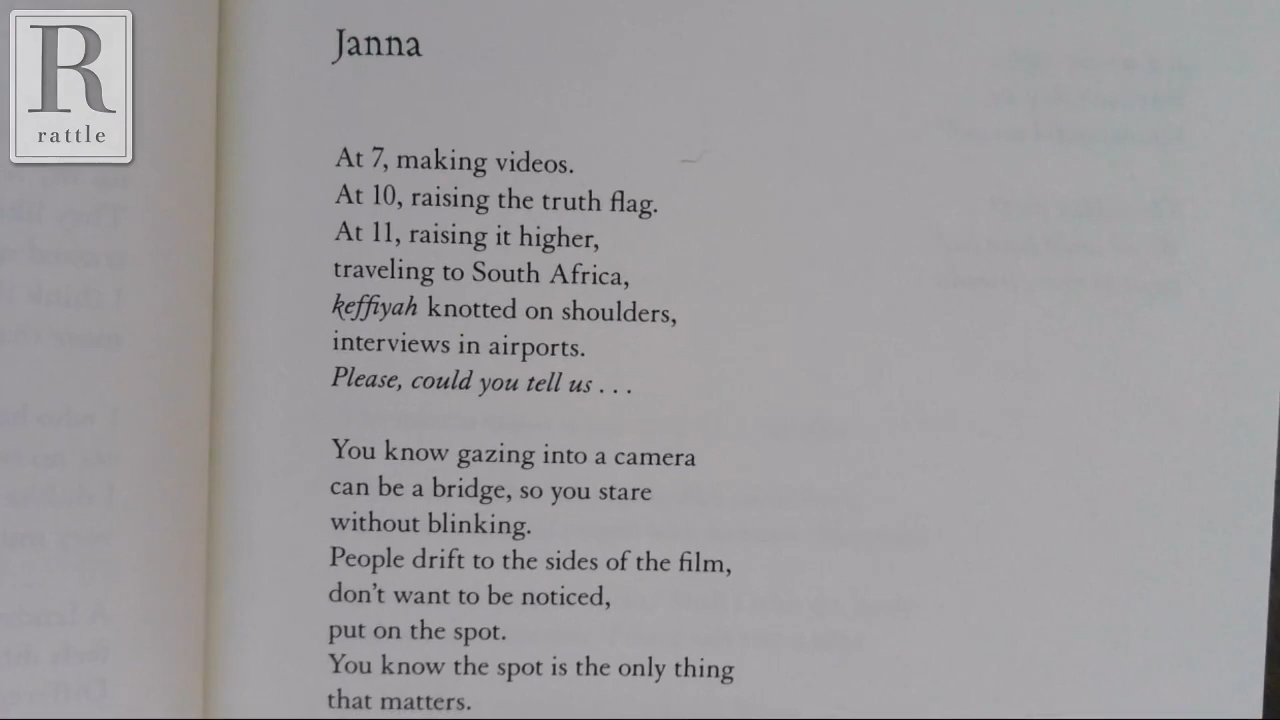 R
rattle
Janna
At 7, making videos.
At 10, raising the truth flag.
At 11, raising it higher,
traveling to South Africa,
keffiyah knotted on shoulders,
interviews in airports.
Please, could you tell us . . .
You know gazing into a camera
can be a bridge, so you stare
without blinking.
People drift to the sides of the film,
don’t want to be noticed,
put on the spot.
You know the spot is the only thing
that matters.